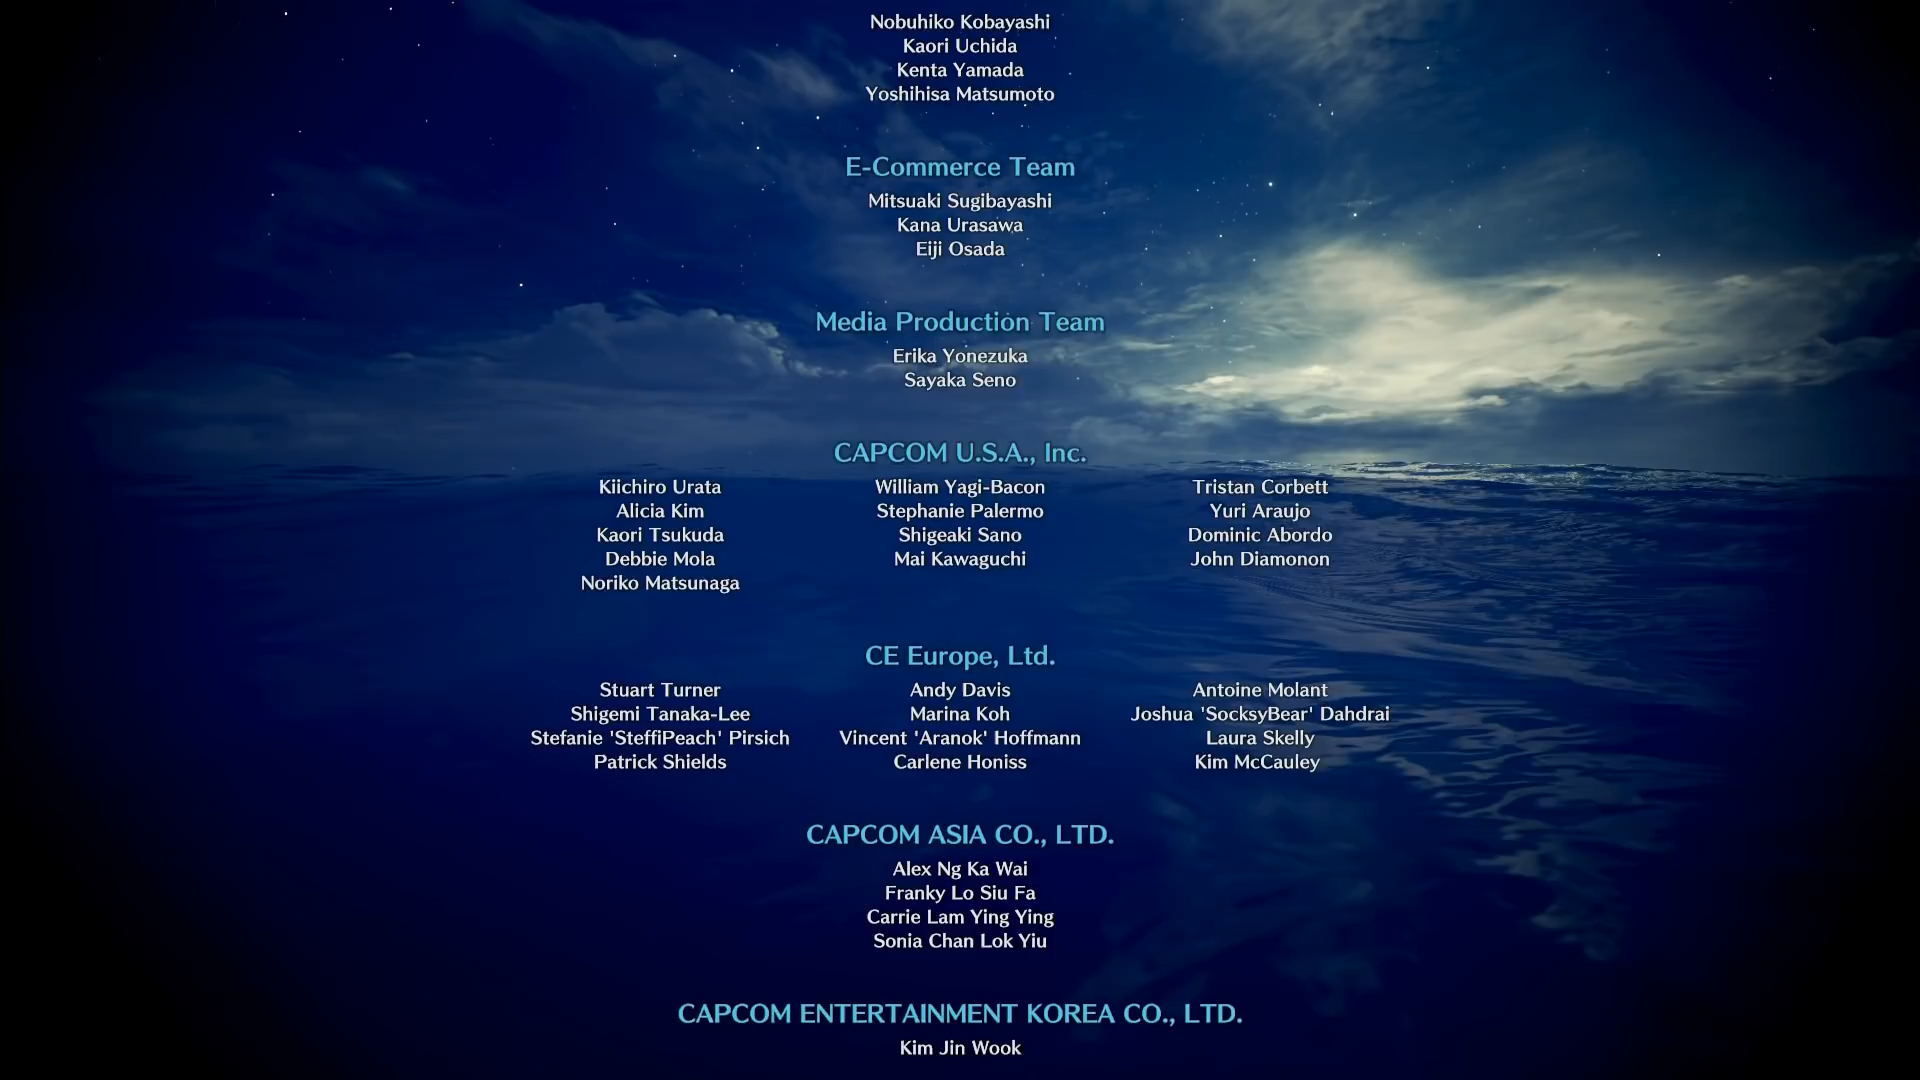 Nobuhiko Kobayashi
Kaori Uchida
Kenta Yamada
Yoshihisa Matsumoto
E-Commerce Team
Mitsuaki Sugibayashi
Kana Urasawa
Eiji Osada
Media Production Team
Erika Yonezuka
Sayaka Seno
CAPCOM U.S.A., Inc.
Kiichiro Urata William Yagi-Bacon Tristan Corbett
Alicia Kim Stephanie Palermo Yuri Araujo
Kaori Tsukuda Shigeaki Sano Dominic Abordo
Debbie Mola Mai Kawaguchi John Diamonon
Noriko Matsunaga
CE Europe, Ltd.
Stuart Turner Andy Davis Antoine Molant
Shigemi Tanaka-Lee Marina Koh Joshua 'SocksyBear' Dahdrai
Stefanie 'SteffiPeach' Pirsich Vincent 'Aranok' Hoffmann Laura Skelly
Patrick Shields Carlene Honiss Kim McCauley
CAPCOM ASIA CO., LTD.
Alex Ng Ka Wai
Franky Lo Siu Fa
Carrie Lam Ying Ying
Sonia Chan Lok Yiu
CAPCOM ENTERTAINMENT KOREA CO., LTD.
Kim Jin Wook